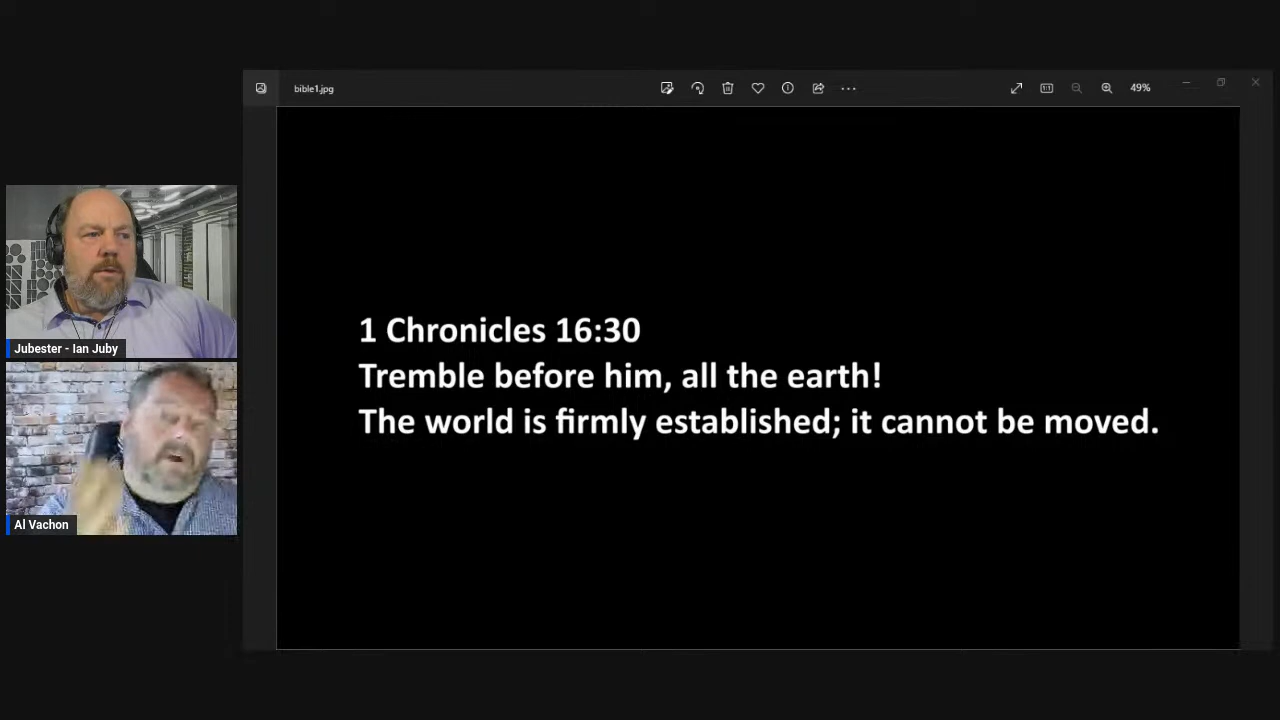 bible1.jpg
49%
1 Chronicles 16:30
Tremble before him, all the earth!
The world is firmly established; it cannot be moved.
Jubester - Ian Juby
Al Vachon